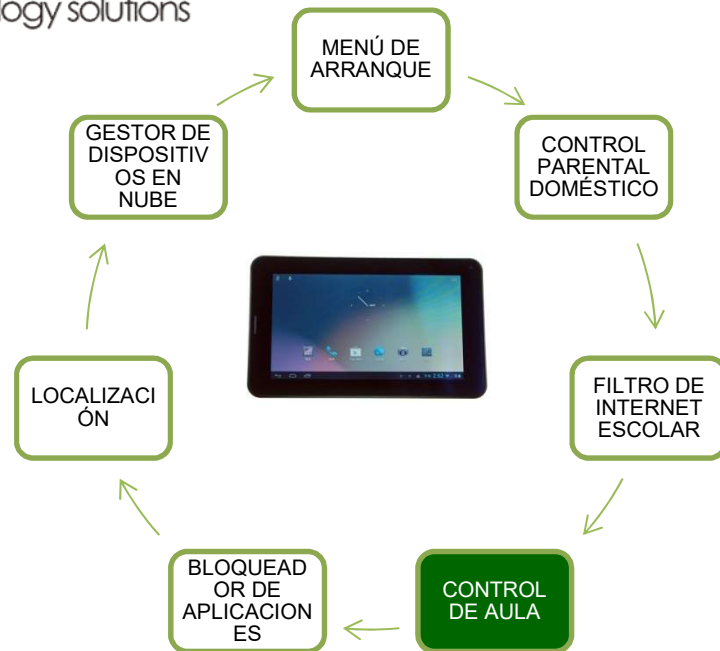 logy solutions
MENÚ DE
ARRANQUE
CONTROL
PARENTAL
DOMÉSTICO
FILTRO DE
INTERNET
ESCOLAR
CONTROL
DE AULA
BLOQUEAD
OR DE
APLICACION
ES
LOCALIZACI
ÓN
GESTOR DE
DISPOSITIV
OS EN
NUBE